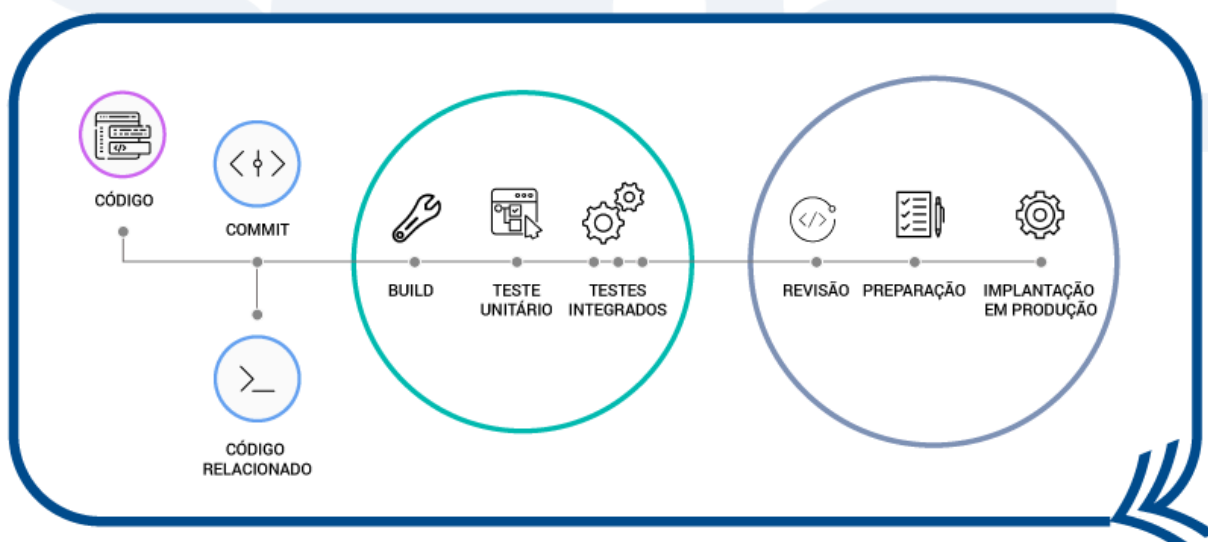 CÓDIGO
COMMIT
CÓDIGO
RELACIONADO
BUILD
TESTE
UNITÁRIO
TESTES
INTEGRADOS
REVISÃO
PREPARAÇÃO
IMPLANTAÇÃO
EM PRODUÇÃO